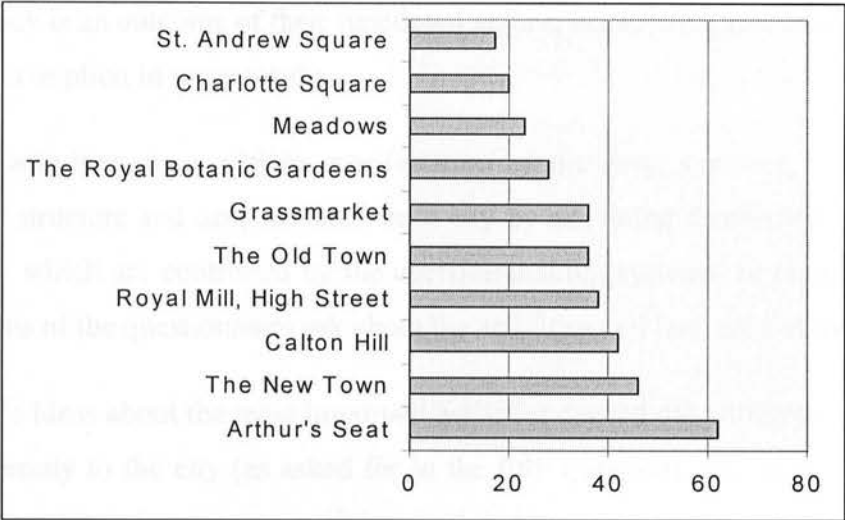 St. Andrew Square
Charlotte Square
Meadows
The Royal Botanic Gardeens
Grassmarket
The Old Town
Royal Mill, High Street
Calton Hill
The New Town
Arthur's Seat
0 20 40 60 80